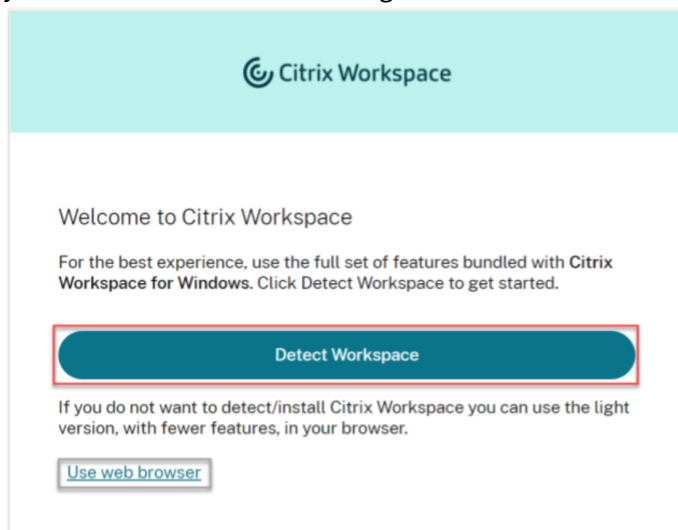 Citrix Workspace
Welcome to Citrix Workspace
For the best experience, use the full set of features bundled with Citrix
Workspace for Windows. Click Detect Workspace to get started.
Detect Workspace
If you do not want to detect/install Citrix Workspace you can use the light
version, with fewer features, in your browser.
Use web browser